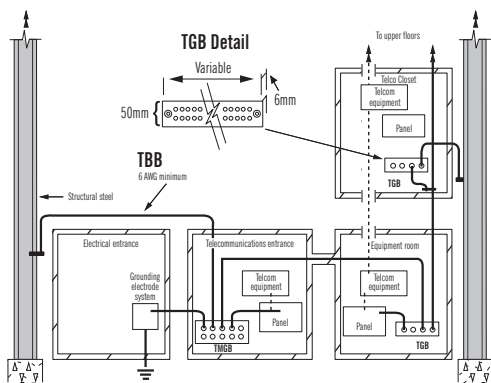 TGB Detail
Variable
50mm
6mm
To upper floors
Telco Closet
Telcom
equipment
Panel
TGB
TBB
6 AWG minimum
Structural steel
Electrical entrance
Grounding
electrode
system
Telecommunications entrance
Telcom
equipment
Panel
TMGB
Equipment room
Telcom
equipment
Panel
TGB